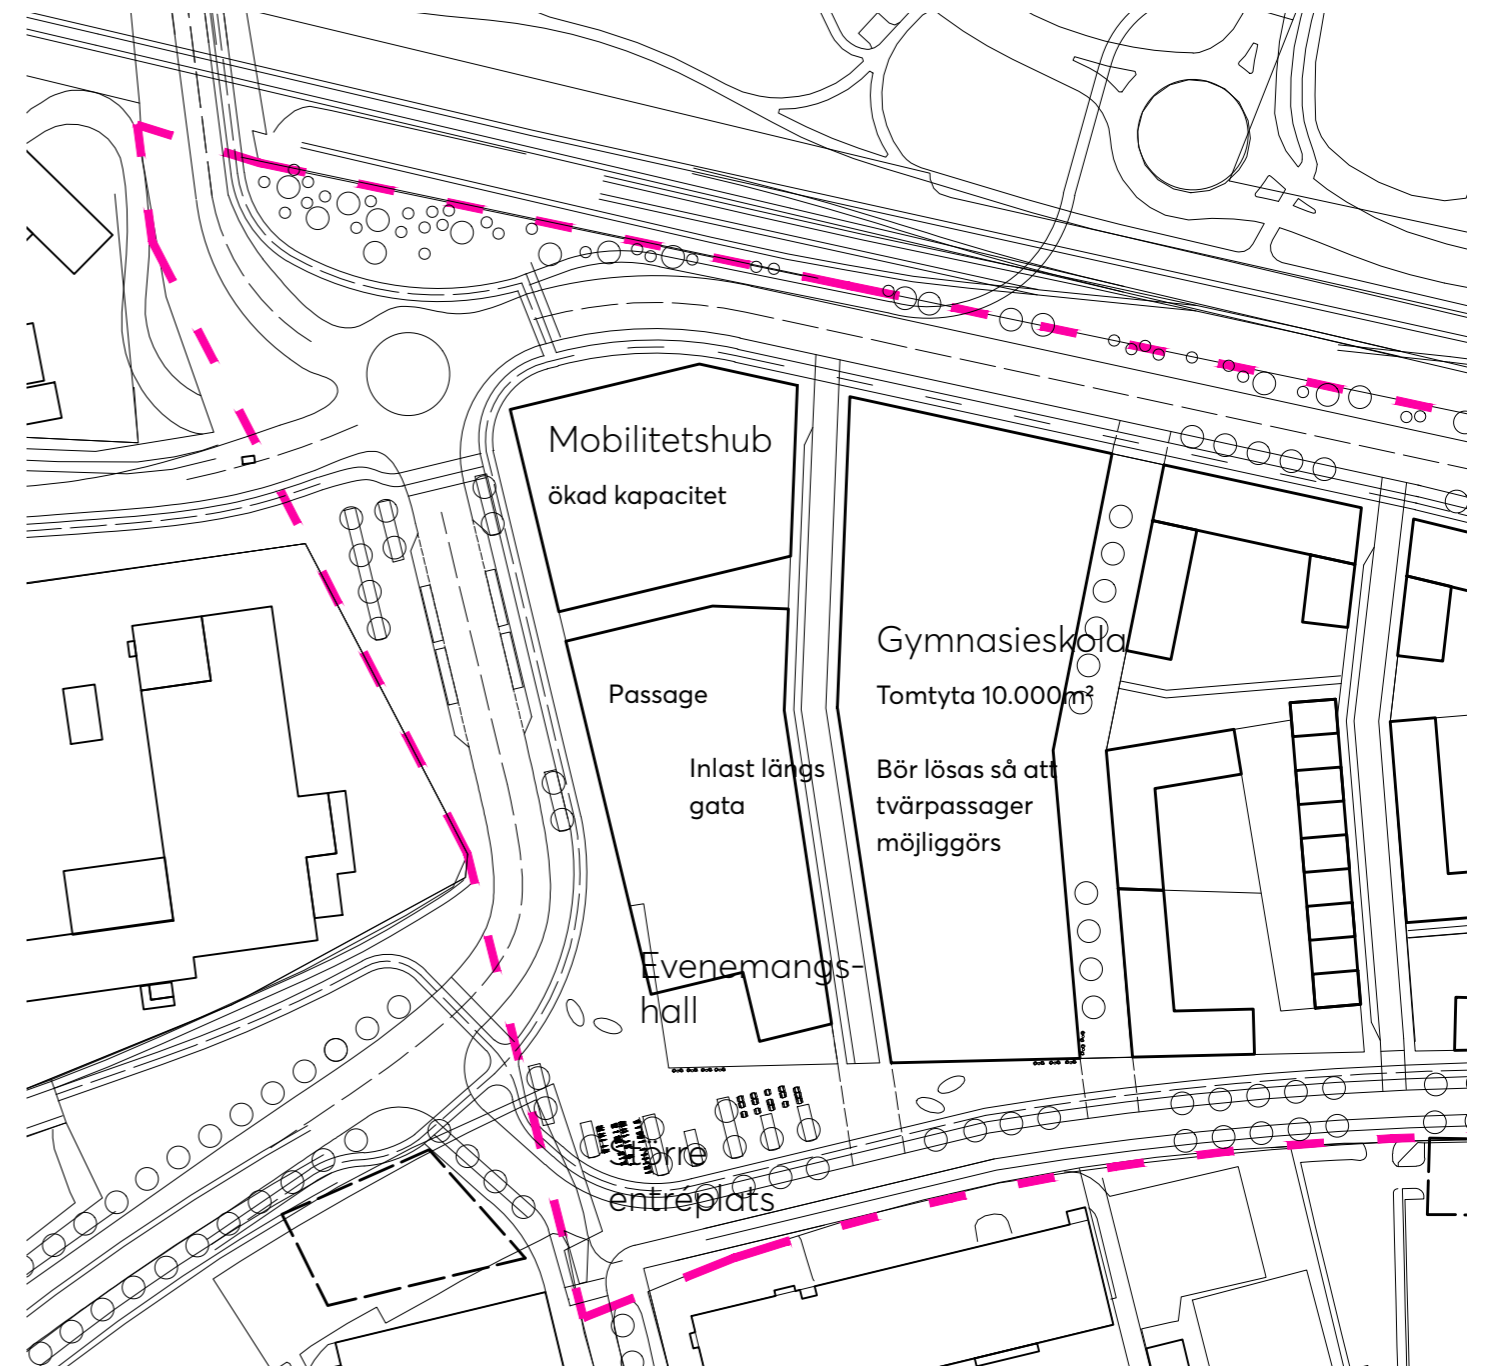 Mobilitetshub
ökad kapacitet
Passage
Inlast längs
gata
Gymnasieskola
Tomtyta 10.000m²
Bör lösas så att
tvärpassager
möjliggörs
Evenemangs-
hall
Större
entréplats